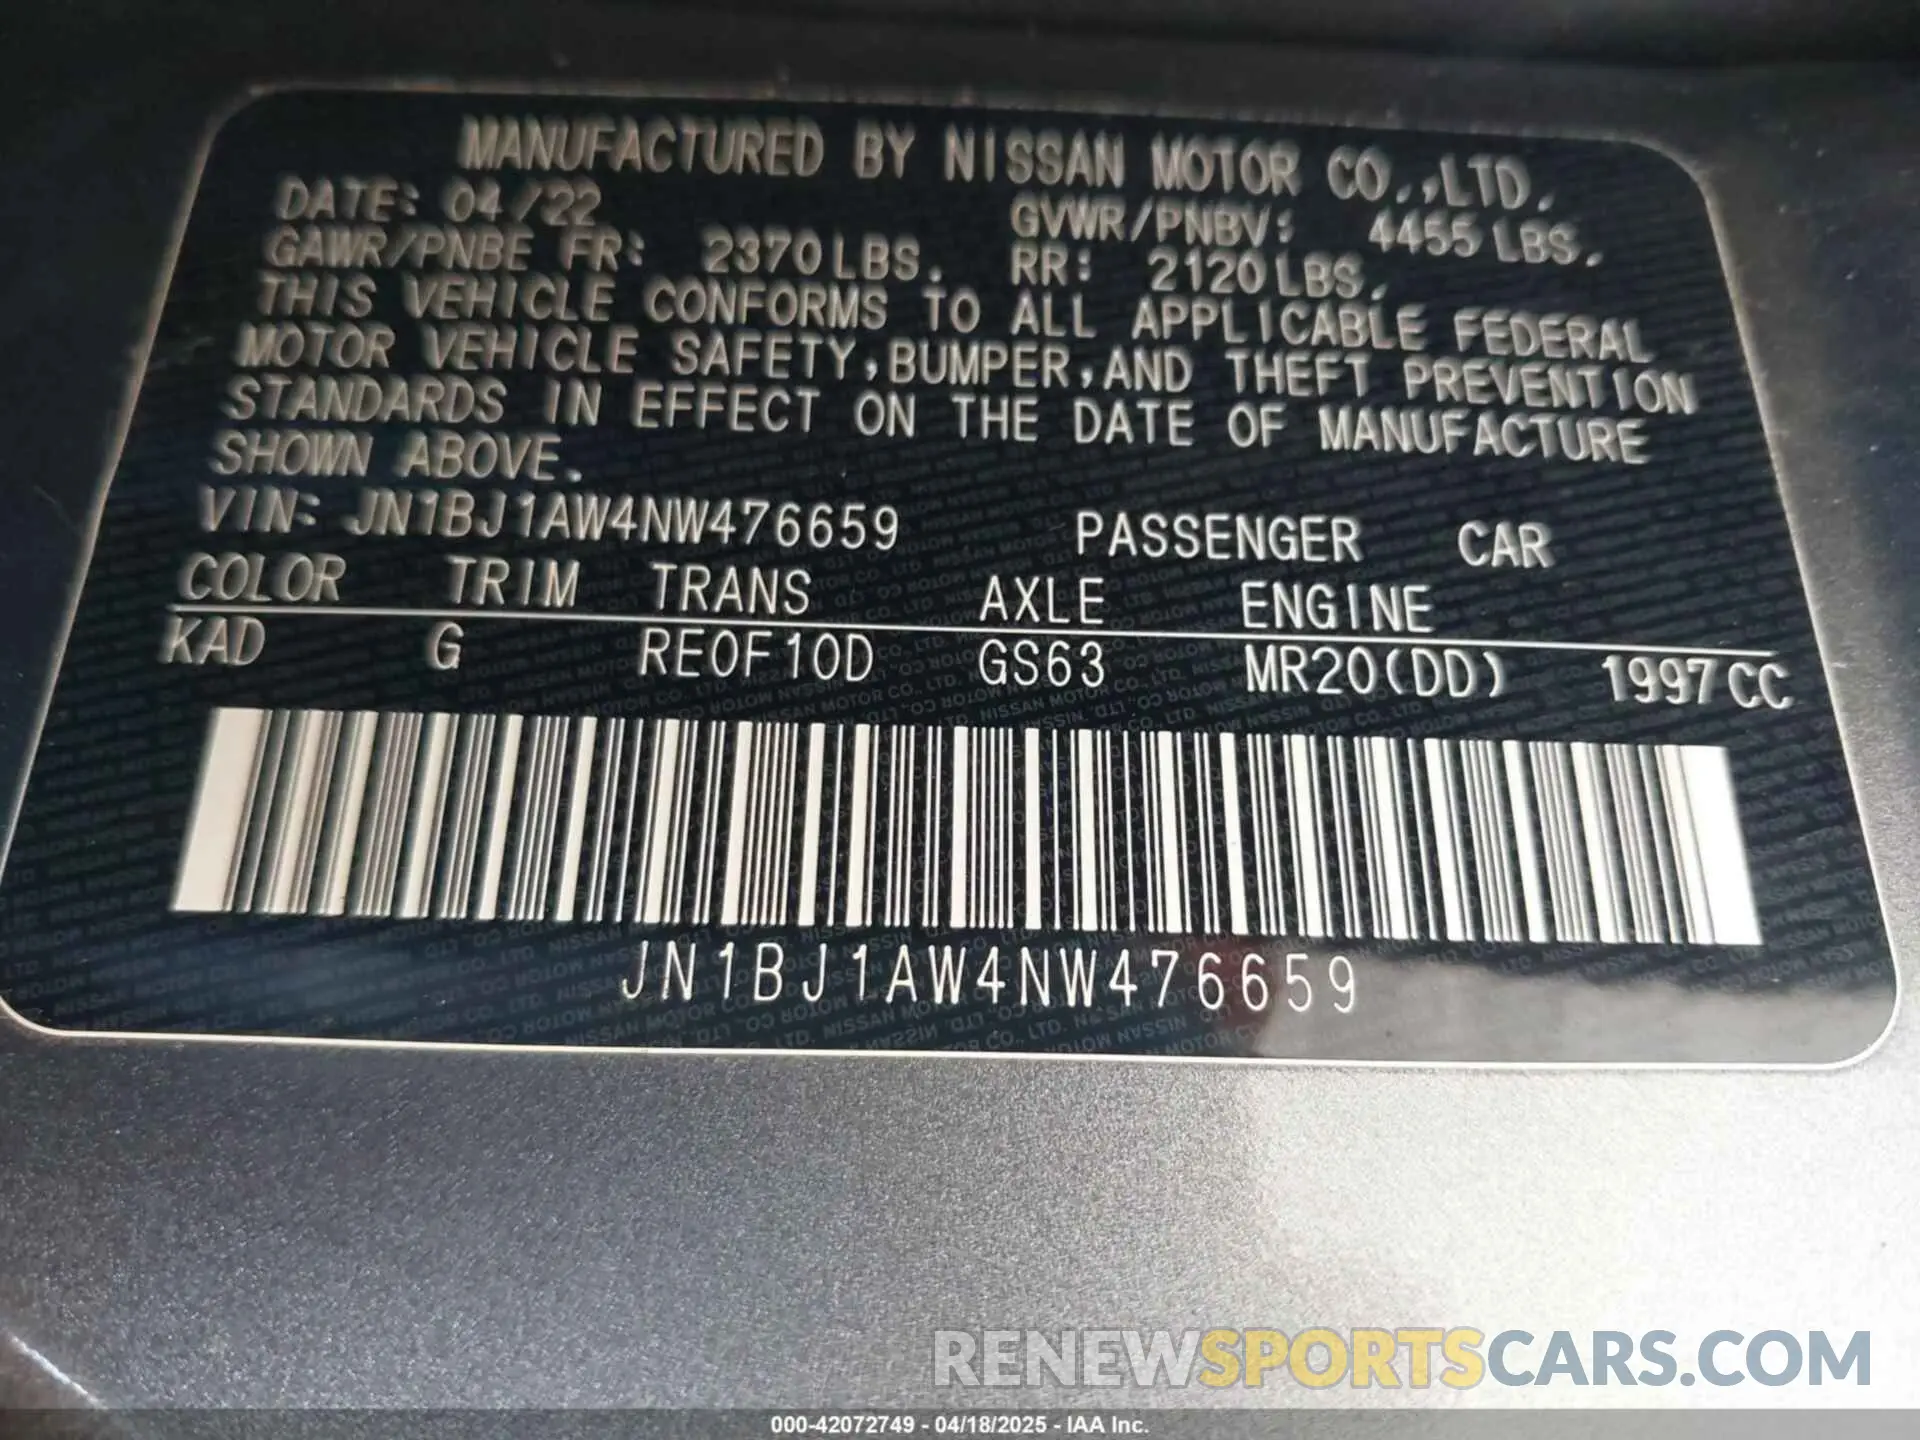 MANUFACTURED BY NISSAN MOTOR CO.,LTD.
DATE: 04/22 GVWR/PNBV: 4455 LBS.
GAWR/PNBE FR: 2370 LBS. RR: 2120 LBS.
THIS VEHICLE CONFORMS TO ALL APPLICABLE FEDERAL
MOTOR VEHICLE SAFETY,BUMPER,AND THEFT PREVENTION
STANDARDS IN EFFECT ON THE DATE OF MANUFACTURE
SHOWN ABOVE.
VIN: JN1BJ1AW4NW476659 PASSENGER CAR
COLOR TRIM TRANS AXLE ENGINE
KAD G RE0F10D GS63 MR20(DD) 1997CC
JN1BJ1AW4NW476659
RENEWSPORTSCARS.COM
000-42072749 - 04/18/2025 - IAA Inc.